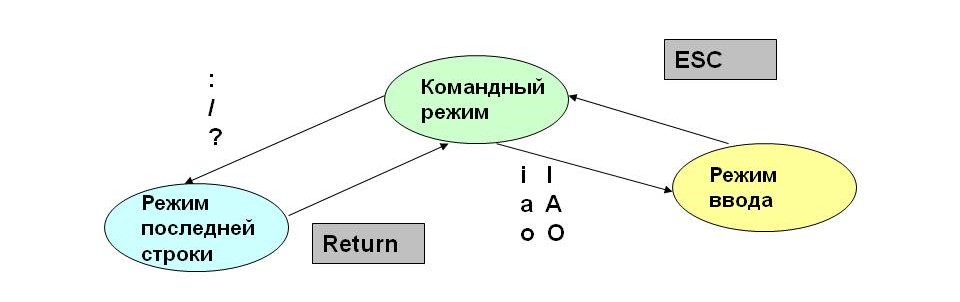 ESC
Командный
режим
:
/
?
i I
a A
o O
Режим
ввода
Режим
последней
строки
Return